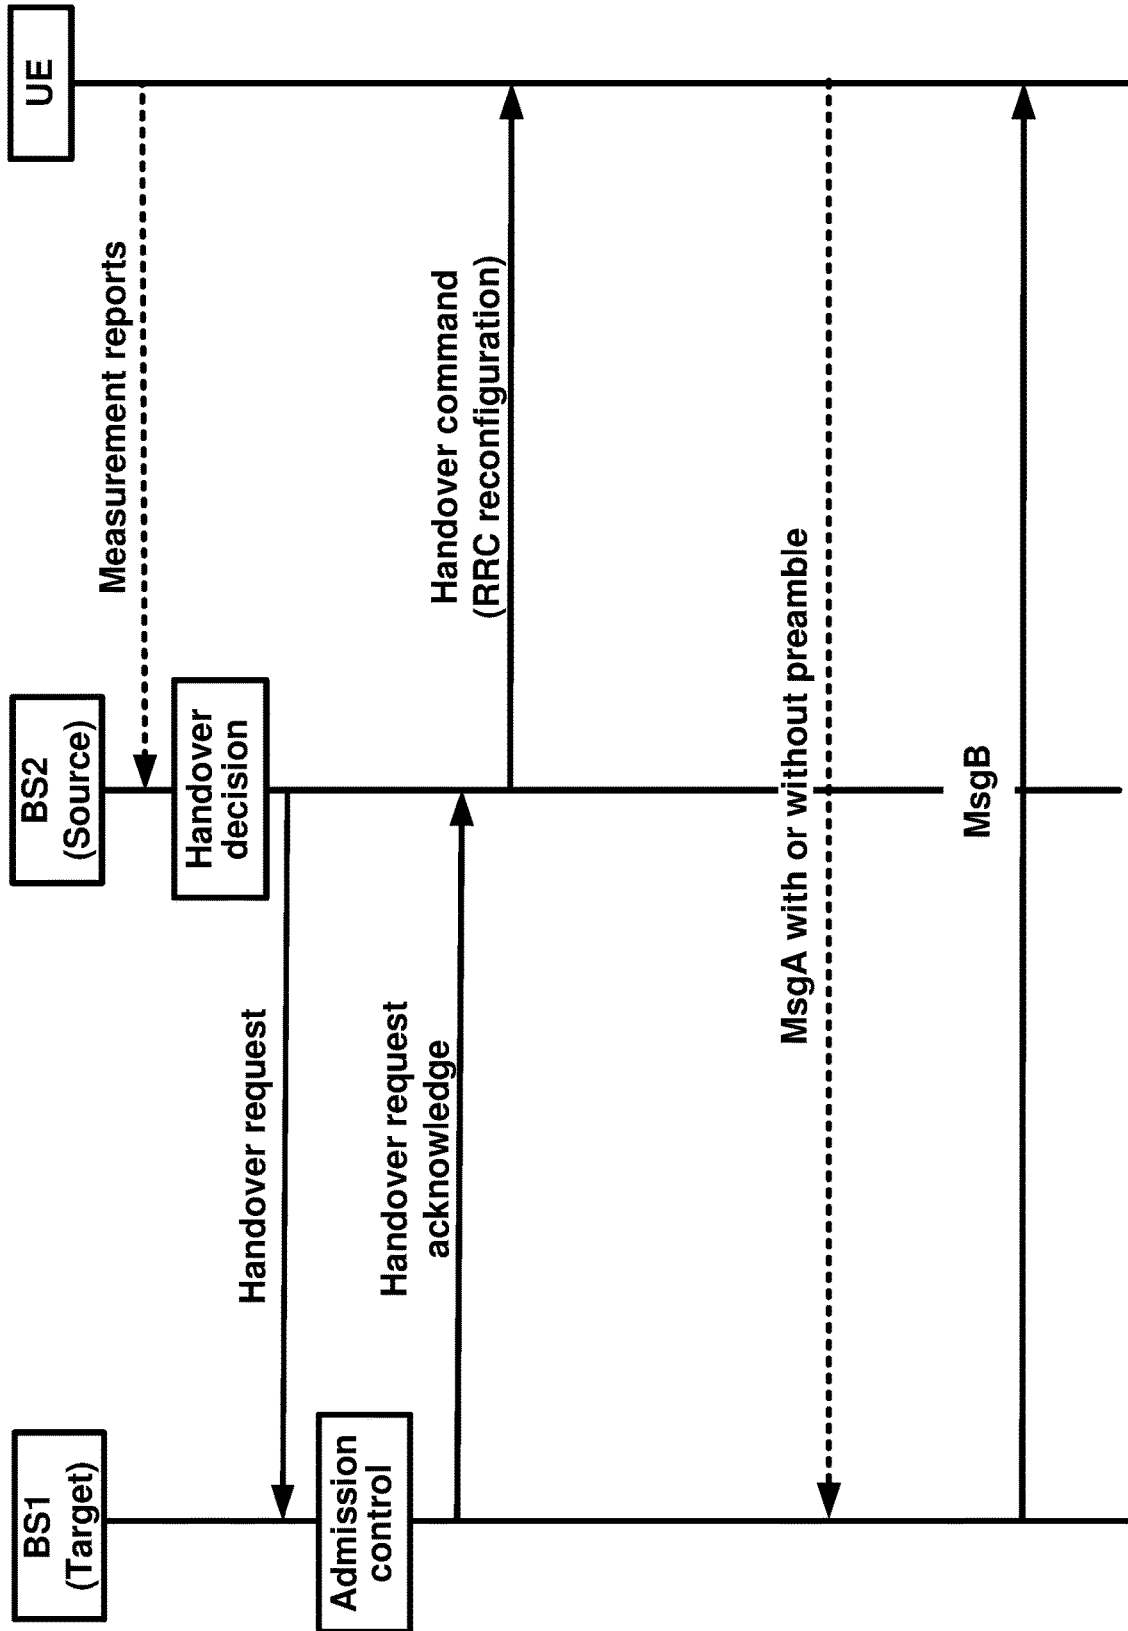 BS1
(Target)
BS2
(Source)
UE
Measurement reports
Handover
decision
Handover request
Admission
control
Handover request
acknowledge
Handover command
(RRC reconfiguration)
MsgA with or without preamble
MsgB